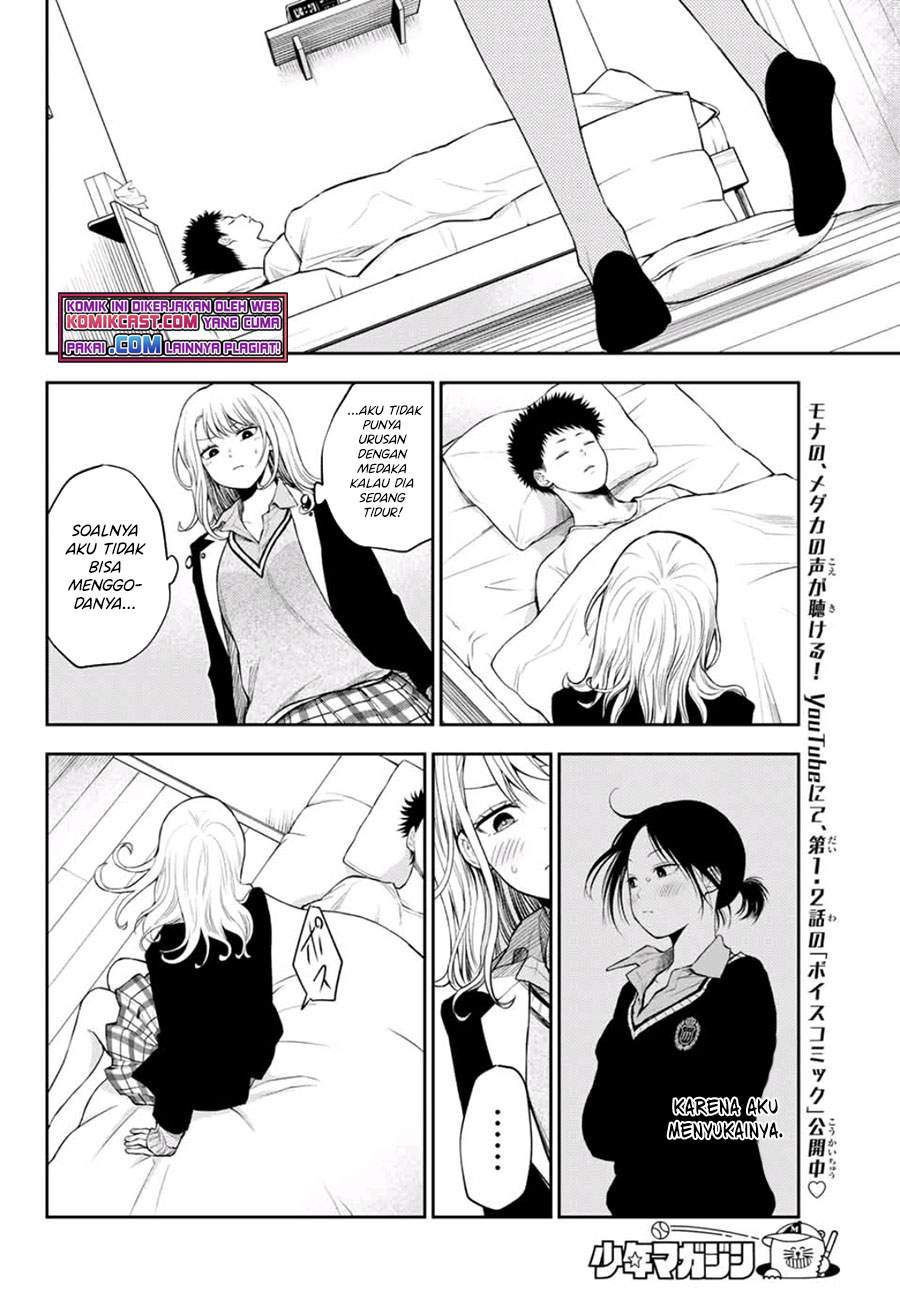 KOMIK INI DIKERJAKAN OLEH WEB
KOMIKCAST.COM YANG CUMA
PAKAI .COM LAINNYA PLAGIAT!
...AKU TIDAK
PUNYA
URUSAN
DENGAN
MEDAKA
KALAU DIA
SEDANG
TIDUR!
SOALNYA
AKU TIDAK
BISA
MENGGO-
DANYA...
KARENA AKU
MENYUKAINYA.
・・・・・・
ポス
モナの、メダカの声が聴ける! YouTubeにて、第1・2話の「ボイスコミック」公開中♡
少年マガジン